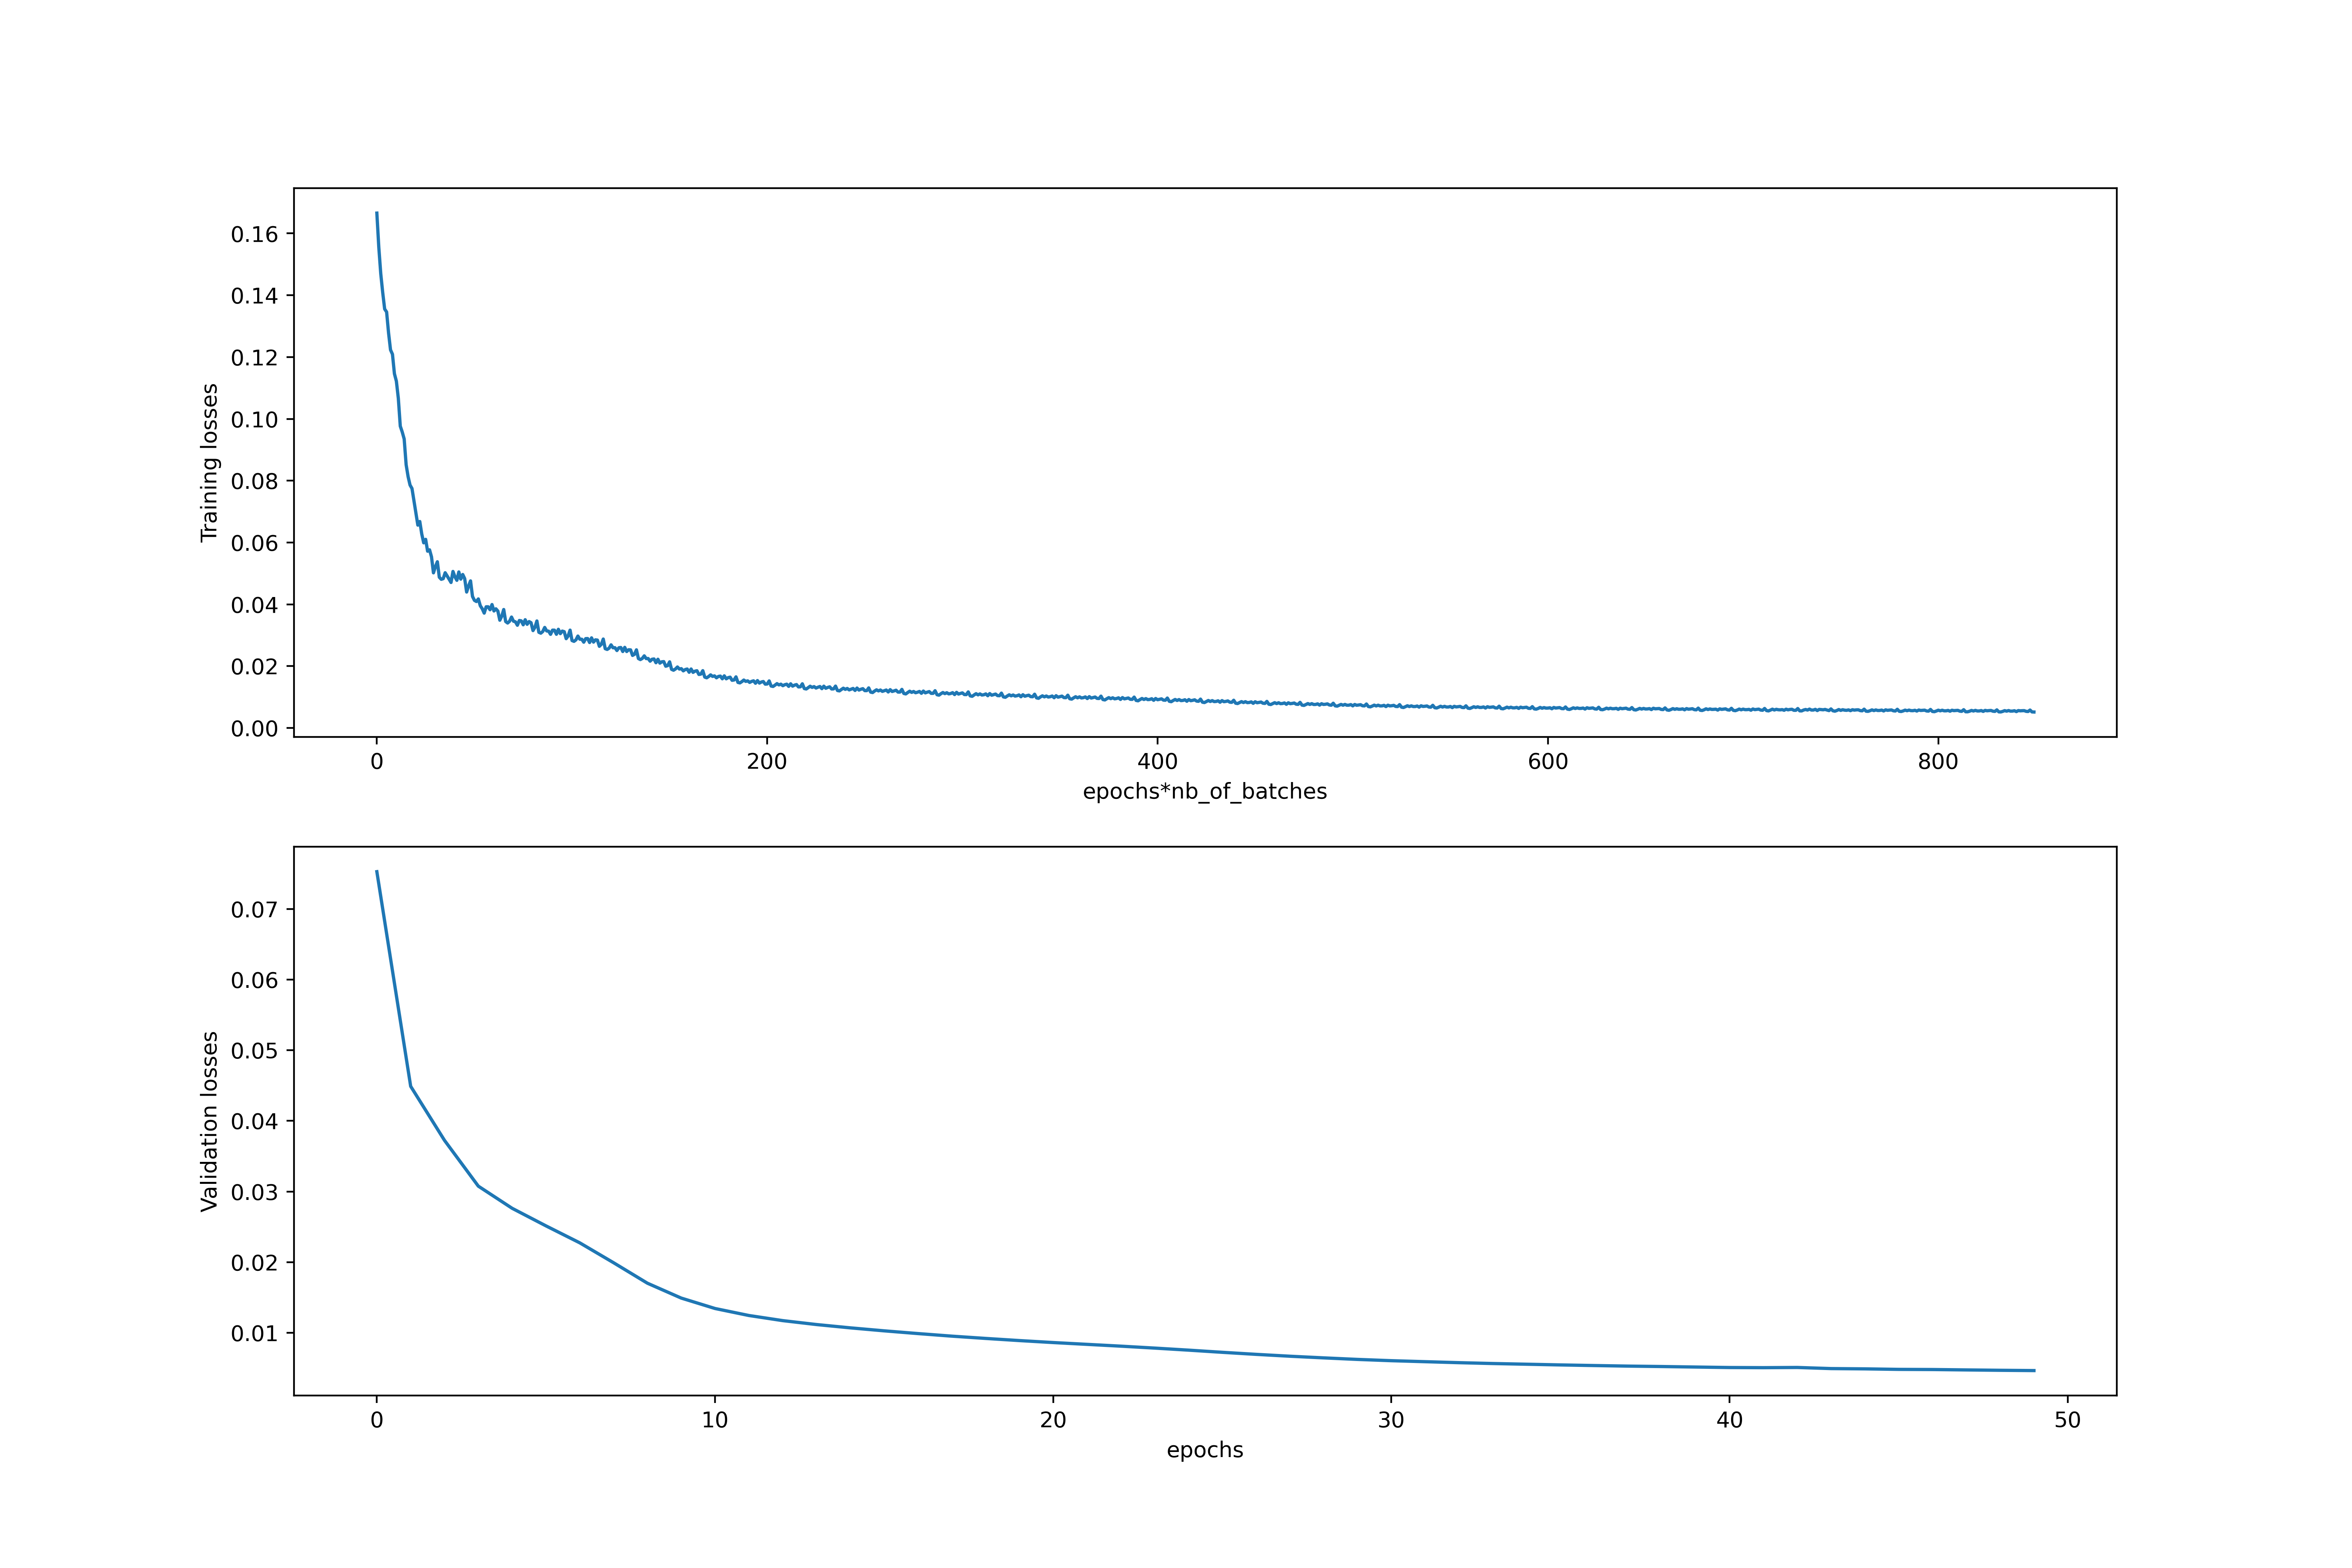 0.16
0.14
0.12
0.10
0.08
0.06
0.04
0.02
0.00
Training losses
0 200 400 600 800
epochs*nb_of_batches
0.07
0.06
0.05
0.04
0.03
0.02
0.01
Validation losses
0 10 20 30 40 50
epochs